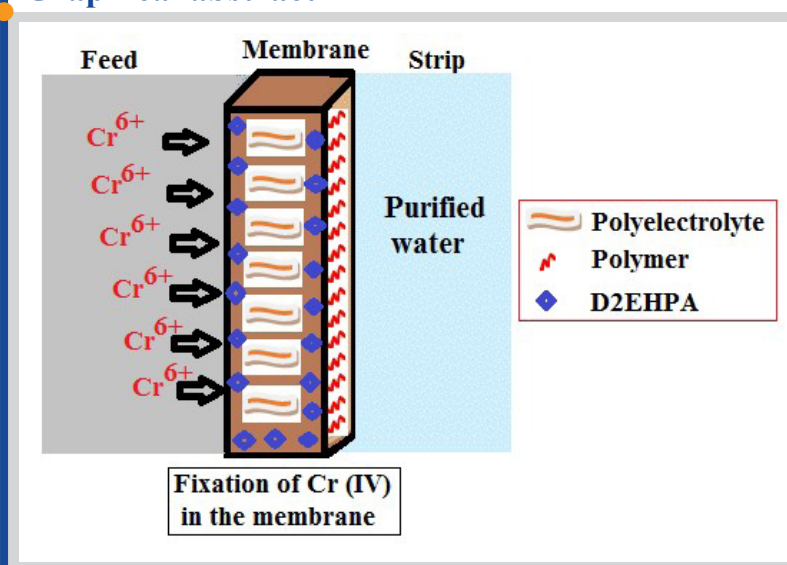 Feed
Membrane
Strip
Cr6+
Cr6+
Cr6+
Cr6+
Cr6+
Cr6+
Purified
water
Polyelectrolyte
Polymer
D2EHPA
Fixation of Cr (IV)
in the membrane